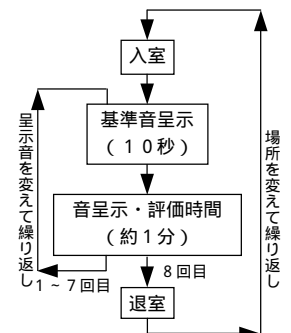 入室
基準音呈示
(10秒)
音呈示・評価時間
(約1分)
呈示音を変えて繰り返し
1~7回目
8回目
退室
場所を変えて繰り返し